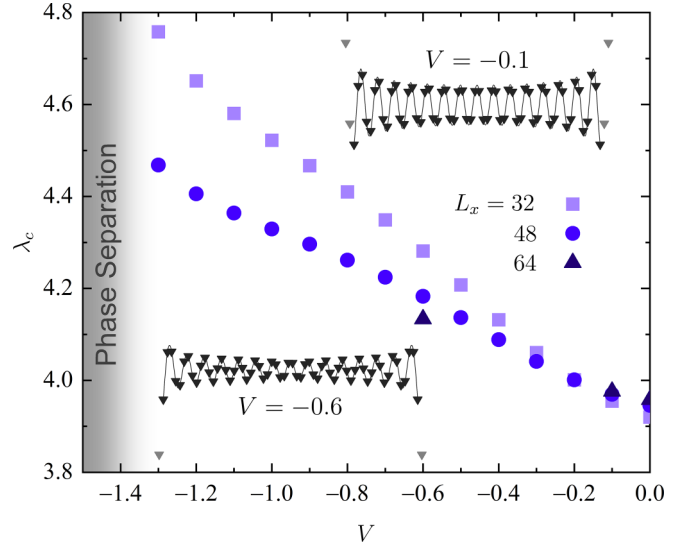 4.8
4.6
4.4
4.2
4.0
3.8
λc
Phase Separation
V = −0.1
Lx = 32
48
64
V = −0.6
−1.4 −1.2 −1.0 −0.8 −0.6 −0.4 −0.2 0.0
V